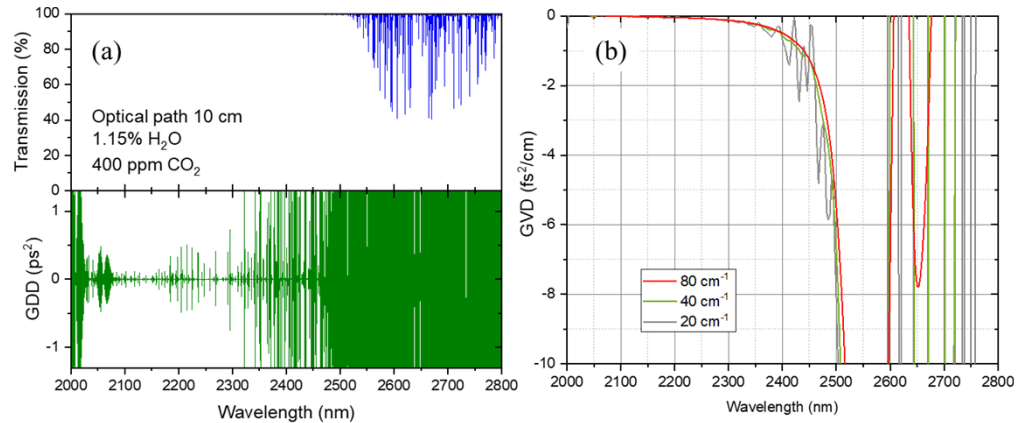 (a)
Transmission (%)
100
80
60
40
20
0
Optical path 10 cm
1.15% H₂O
400 ppm CO₂
GDD (ps²)
1
0
-1
2000 2100 2200 2300 2400 2500 2600 2700 2800
Wavelength (nm)
(b)
GVD (fs²/cm)
0
-2
-4
-6
-8
-10
80 cm⁻¹
40 cm⁻¹
20 cm⁻¹
2000 2100 2200 2300 2400 2500 2600 2700 2800
Wavelength (nm)